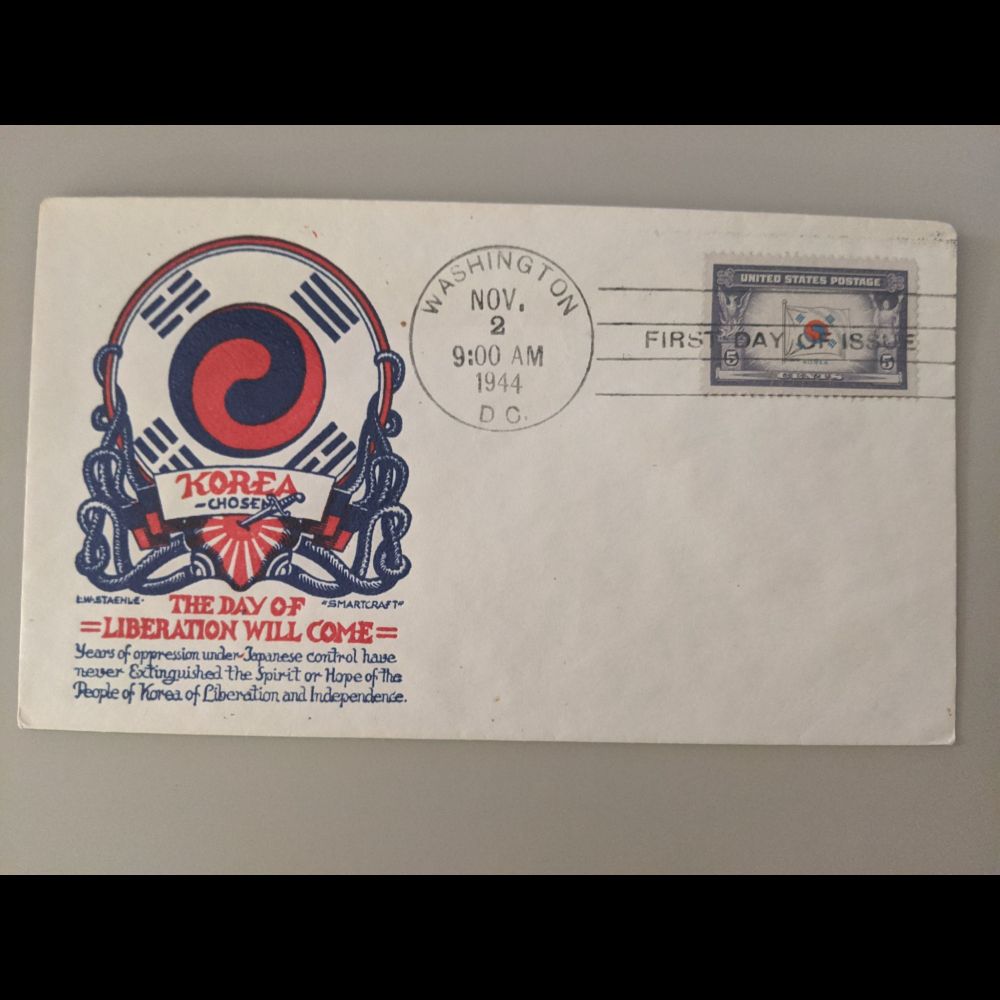 KOREA
-CHOSEN-
L.W. STAEHLE.
"SMARTCRAFT"
THE DAY OF
=LIBERATION WILL COME=
Years of oppression under Japanese control have
never Extinguished the Spirit or Hope of the
People of Korea of Liberation and Independence.
WASHINGTON
NOV.
2
9:00 AM
1944
D.C.
FIRST DAY OF ISSUE
UNITED STATES POSTAGE
KOREA
5 5
CENTS